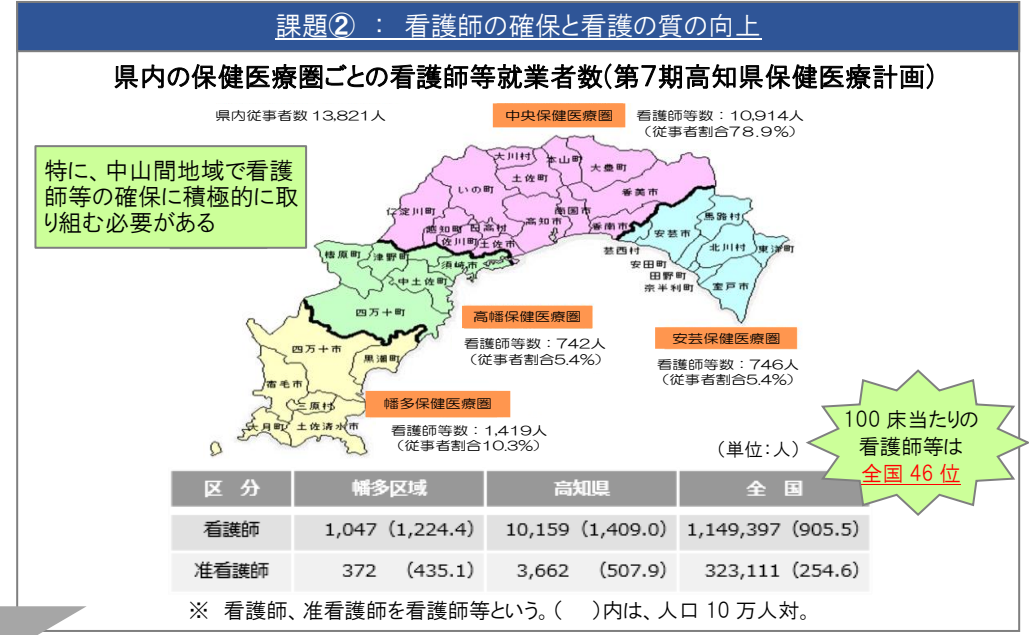 課題② ： 看護師の確保と看護の質の向上
県内の保健医療圏ごとの看護師等就業者数(第7期高知県保健医療計画)
県内従事者数 13,821人
中央保健医療圏
看護師等数：10,914人
(従事者割合78.9%)
特に、中山間地域で看護
師等の確保に積極的に取
り組む必要がある
大川村
本山町
土佐町
大豊町
いの町
香美市
仁淀川町
南国市
高知市
香南市
越知町
日高村
佐川町
土佐市
馬路村
安芸市
北川村
東洋町
芸西村
安田町
田野町
奈半利町
室戸市
梼原町
津野町
須崎市
中土佐町
四万十町
高幡保健医療圏
看護師等数：742人
(従事者割合5.4%)
安芸保健医療圏
看護師等数：746人
(従事者割合5.4%)
四万十市
黒潮町
宿毛市
三原村
大月町
土佐清水市
幡多保健医療圏
看護師等数：1,419人
(従事者割合10.3%)
100 床当たりの
看護師等は
全国 46 位
（単位：人）
区 分 幡多区域 高知県 全 国
看護師 1,047 (1,224.4) 10,159 (1,409.0) 1,149,397 (905.5)
准看護師 372 (435.1) 3,662 (507.9) 323,111 (254.6)
※ 看護師、准看護師を看護師等という。（ ）内は、人口 10 万人対。